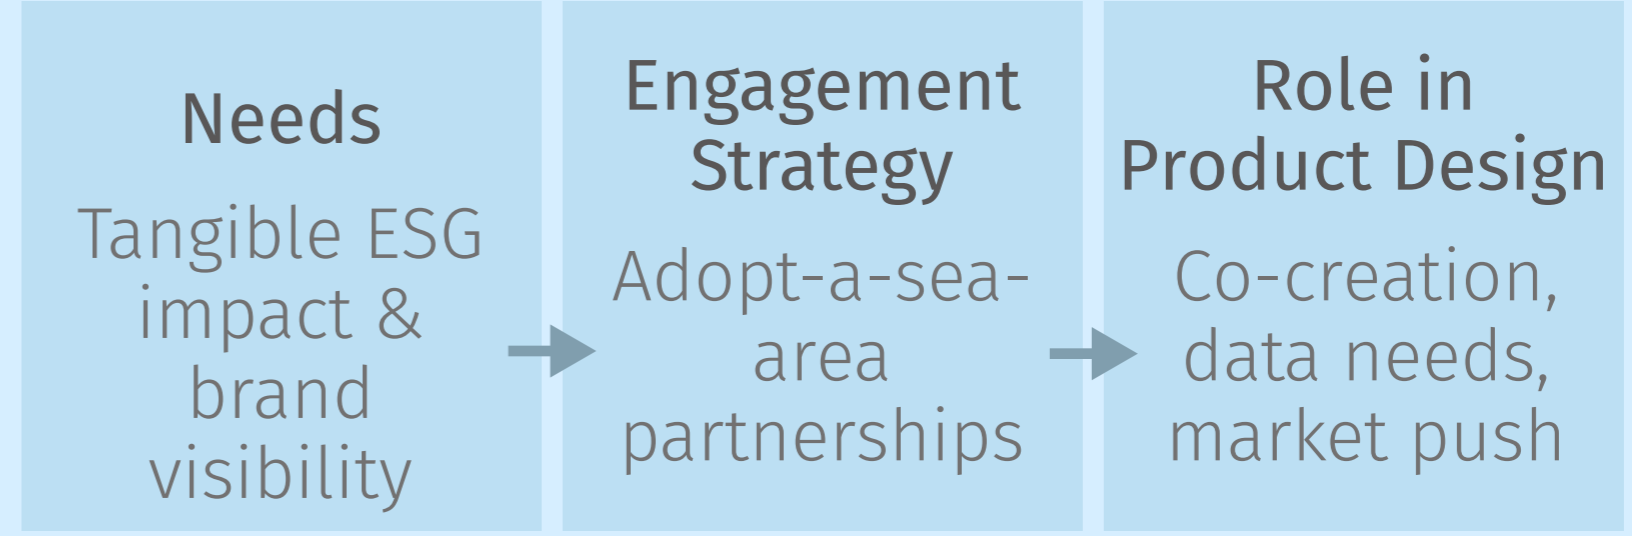 Needs
Tangible ESG
impact &
brand
visibility
Engagement
Strategy
Adopt-a-sea-
area
partnerships
Role in
Product Design
Co-creation,
data needs,
market push